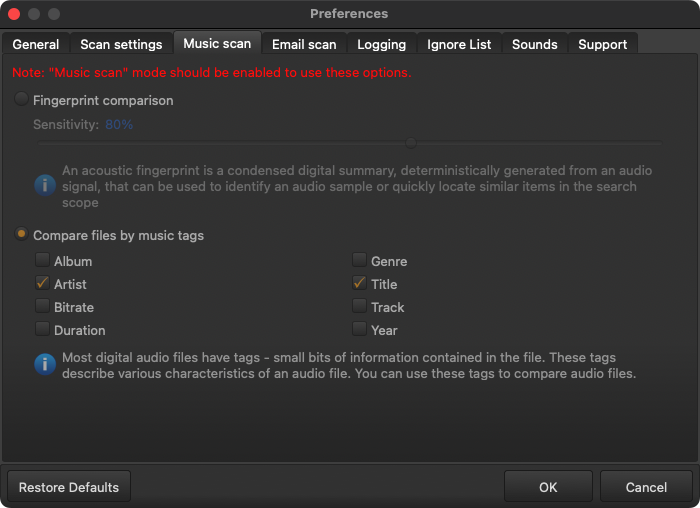 Preferences
General Scan settings Music scan Email scan Logging Ignore List Sounds Support
Note: "Music scan" mode should be enabled to use these options.
Fingerprint comparison
Sensitivity: 80%
An acoustic fingerprint is a condensed digital summary, deterministically generated from an audio
signal, that can be used to identify an audio sample or quickly locate similar items in the search
scope
Compare files by music tags
Album Genre
Artist Title
Bitrate Track
Duration Year
Most digital audio files have tags - small bits of information contained in the file. These tags
describe various characteristics of an audio file. You can use these tags to compare audio files.
Restore Defaults OK Cancel